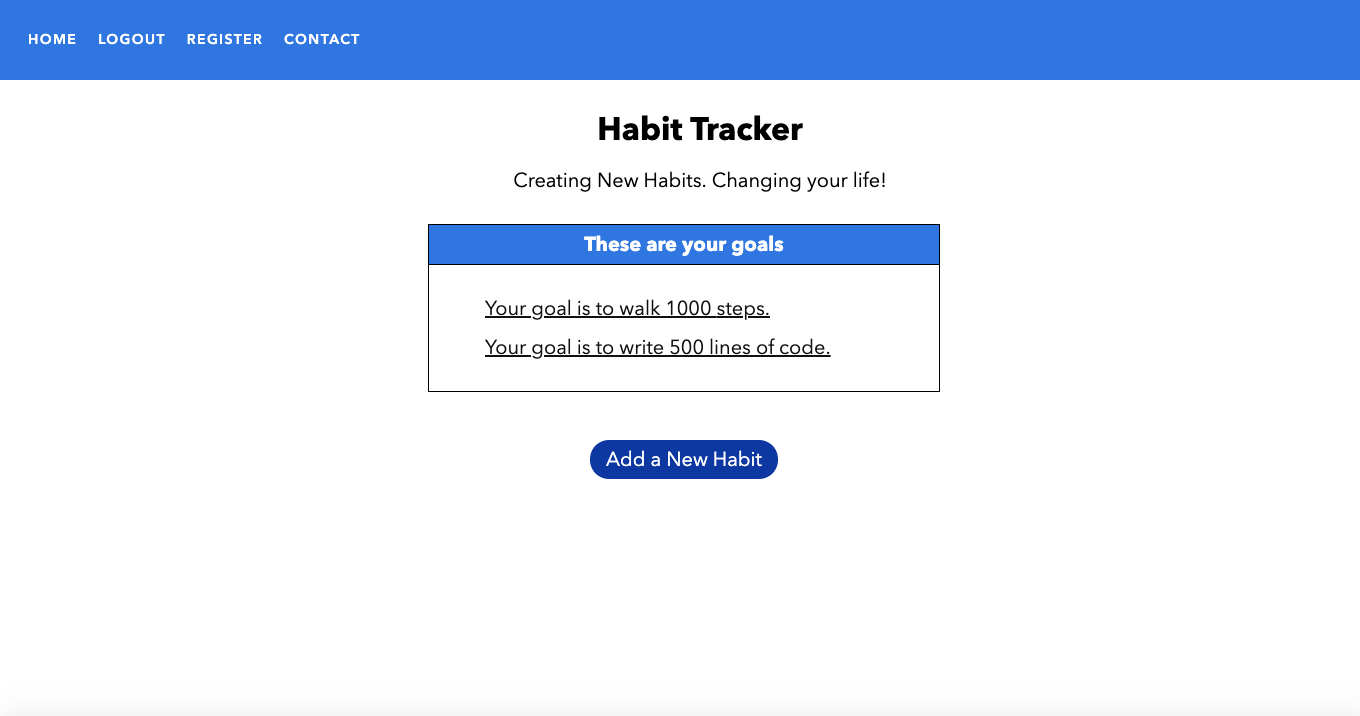 HOME LOGOUT REGISTER CONTACT
Habit Tracker
Creating New Habits. Changing your life!
These are your goals
Your goal is to walk 1000 steps.
Your goal is to write 500 lines of code.
Add a New Habit